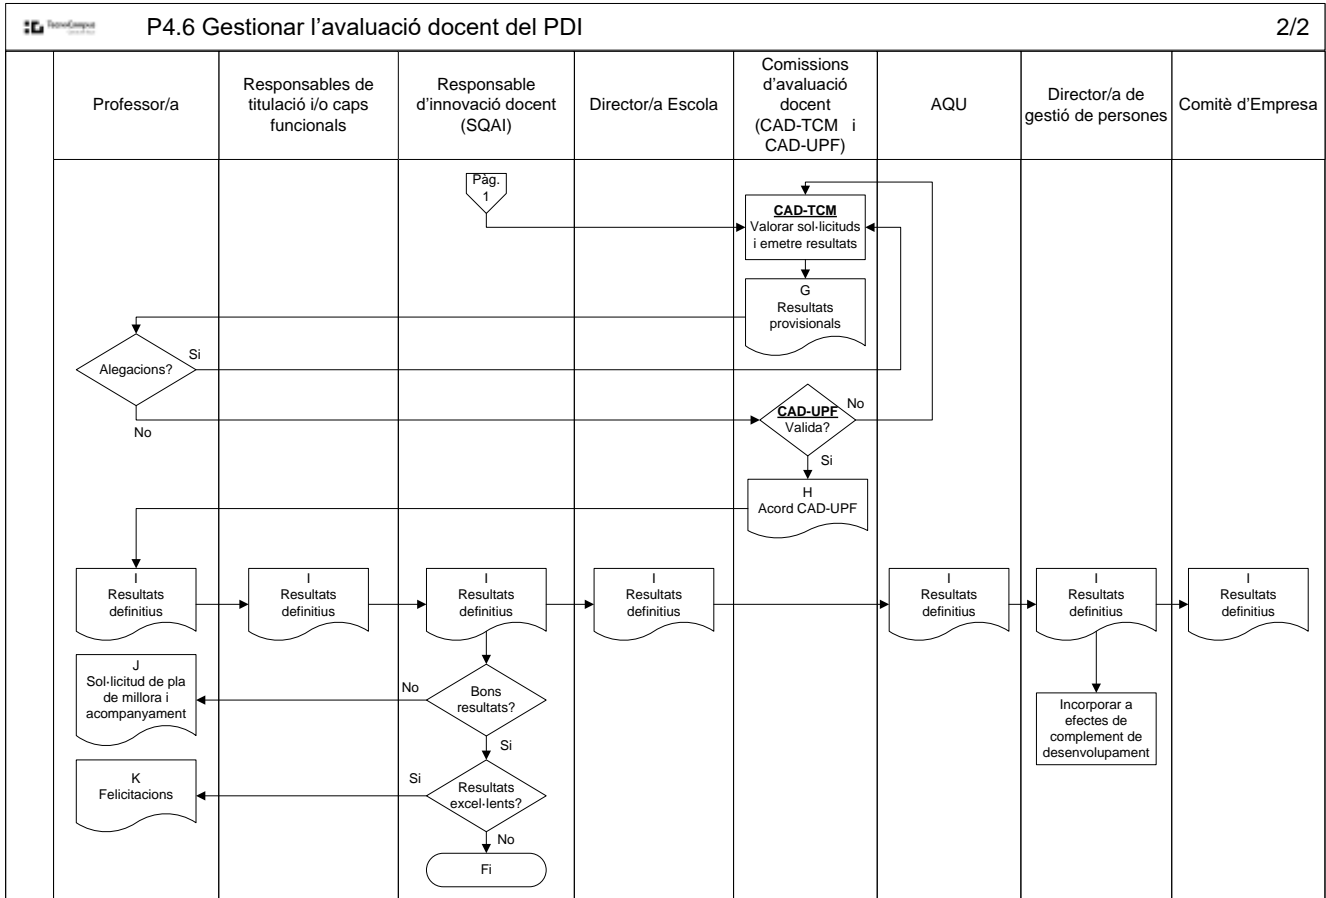 TecnoCampus
P4.6 Gestionar l’avaluació docent del PDI
2/2
Professor/a
Responsables de
titulació i/o caps
funcionals
Responsable
d’innovació docent
(SQAI)
Director/a Escola
Comissions
d’avaluació
docent
(CAD-TCM i
CAD-UPF)
AQU
Director/a de
gestió de persones
Comitè d’Empresa
Pàg.
1
CAD-TCM
Valorar sol·licituds
i emetre resultats
G
Resultats
provisionals
Alegacions?
Si
No
CAD-UPF
Valida?
No
Si
H
Acord CAD-UPF
I
Resultats
definitius
I
Resultats
definitius
I
Resultats
definitius
I
Resultats
definitius
I
Resultats
definitius
I
Resultats
definitius
I
Resultats
definitius
J
Sol·licitud de pla
de millora i
acompanyament
No
Bons
resultats?
Si
Incorporar a
efectes de
complement de
desenvolupament
K
Felicitacions
Si
Resultats
excel·lents?
No
Fi